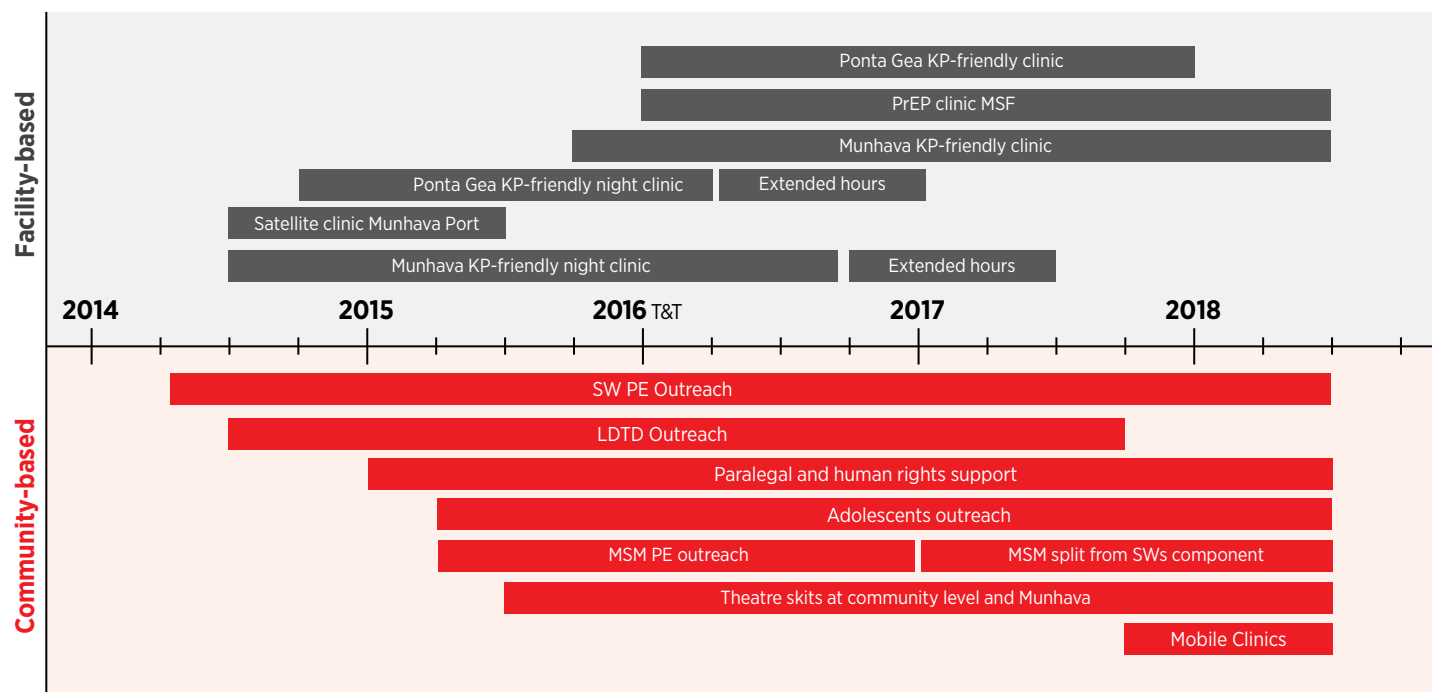 Facility-based
Ponta Gea KP-friendly clinic
PrEP clinic MSF
Munhava KP-friendly clinic
Ponta Gea KP-friendly night clinic
Extended hours
Satellite clinic Munhava Port
Munhava KP-friendly night clinic
Extended hours
2014 2015 2016 T&T 2017 2018
Community-based
SW PE Outreach
LDTD Outreach
Paralegal and human rights support
Adolescents outreach
MSM PE outreach
MSM split from SWs component
Theatre skits at community level and Munhava
Mobile Clinics